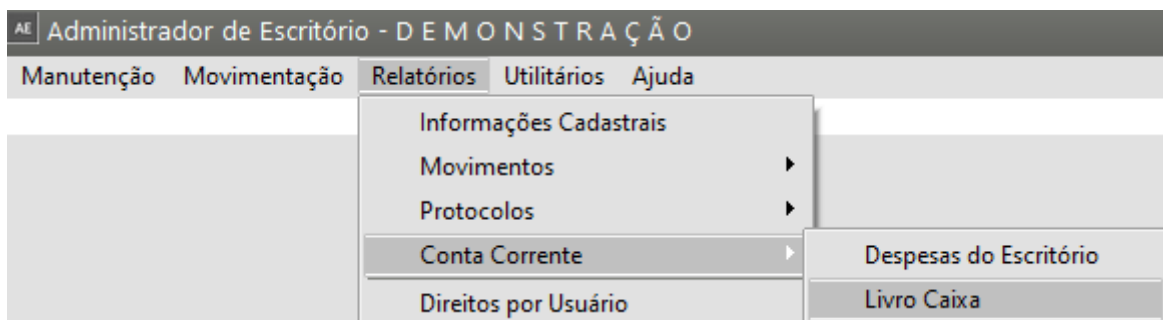 AE Administrador de Escritório - D E M O N S T R A Ç Ã O
Manutenção Movimentação Relatórios Utilitários Ajuda
Informações Cadastrais
Movimentos
Protocolos
Conta Corrente
Despesas do Escritório
Direitos por Usuário
Livro Caixa